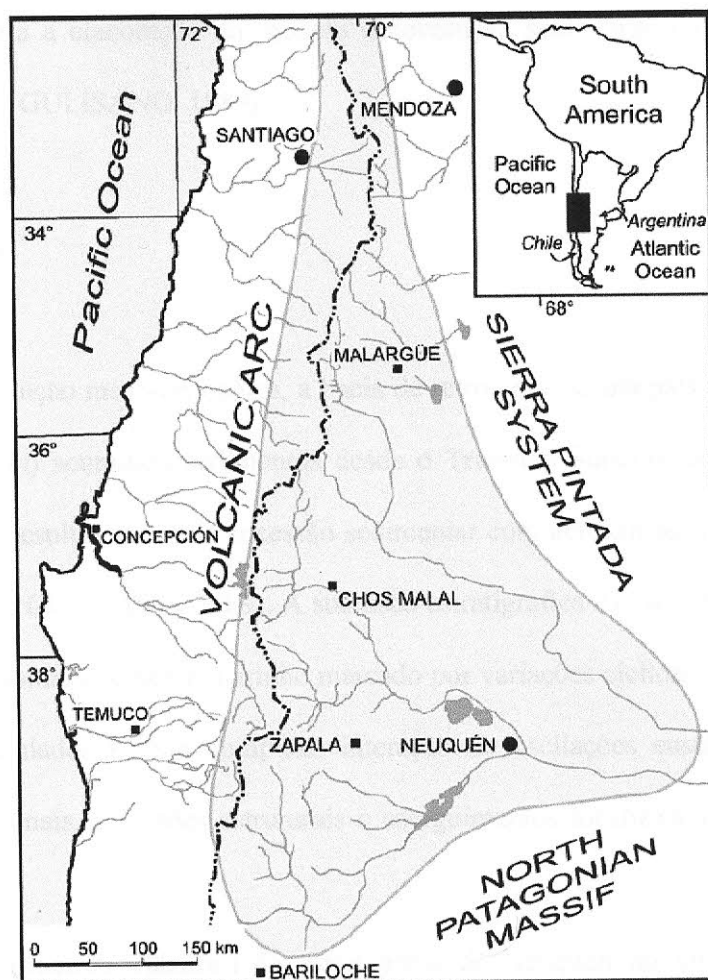 72°
70°
MENDOZA
SANTIAGO
South
America
Pacific
Ocean
Argentina
Chile
Atlantic
Ocean
68°
34°
Pacific Ocean
MALARGÜE
SIERRA PINTADA
SYSTEM
VOLCANIC ARC
36°
CONCEPCIÓN
CHOS MALAL
38°
TEMUCO
ZAPALA
NEUQUÉN
NORTH
PATAGONIAN
MASSIF
0 50 100 150 km
BARILOCHE